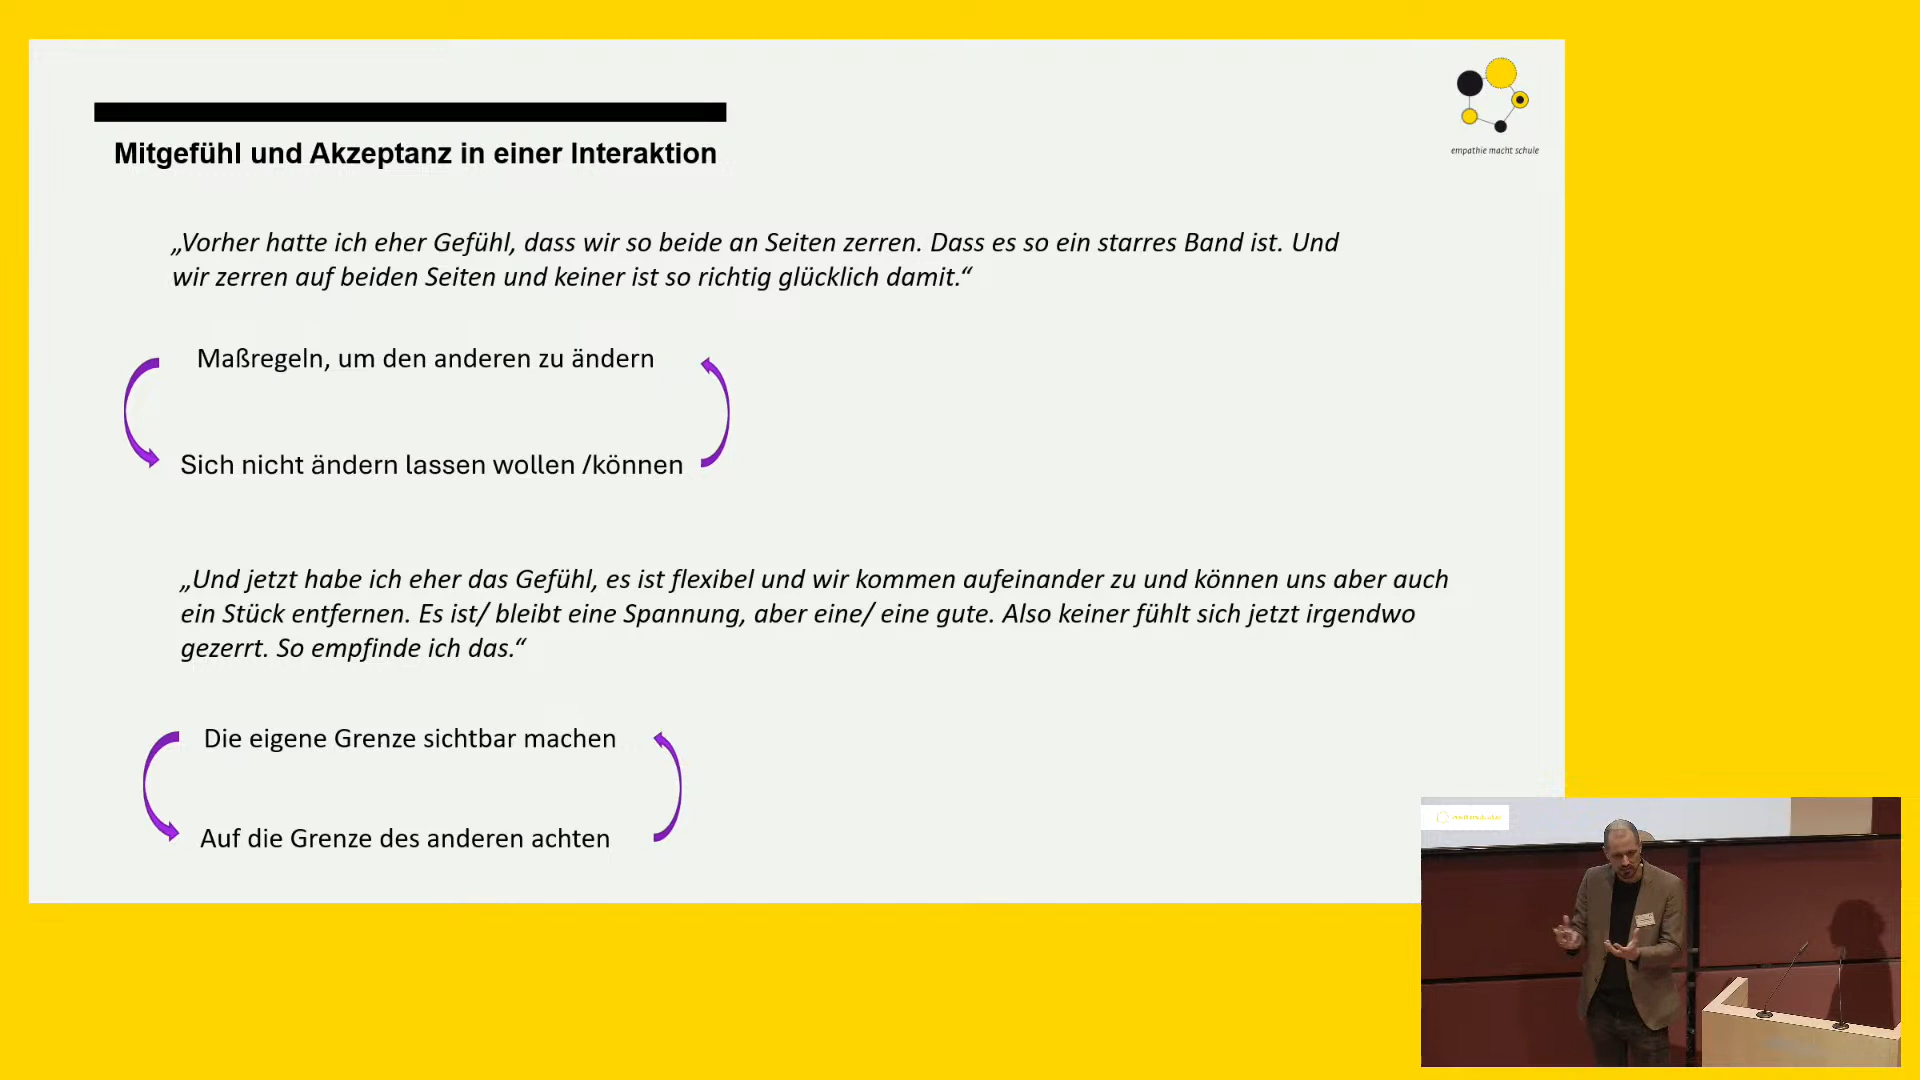 Mitgefühl und Akzeptanz in einer Interaktion
empathie macht schule
„Vorher hatte ich eher Gefühl, dass wir so beide an Seiten zerren. Dass es so ein starres Band ist. Und
wir zerren auf beiden Seiten und keiner ist so richtig glücklich damit.“
Maßregeln, um den anderen zu ändern
Sich nicht ändern lassen wollen /können
„Und jetzt habe ich eher das Gefühl, es ist flexibel und wir kommen aufeinander zu und können uns aber auch
ein Stück entfernen. Es ist/ bleibt eine Spannung, aber eine/ eine gute. Also keiner fühlt sich jetzt irgendwo
gezerrt. So empfinde ich das.“
Die eigene Grenze sichtbar machen
Auf die Grenze des anderen achten